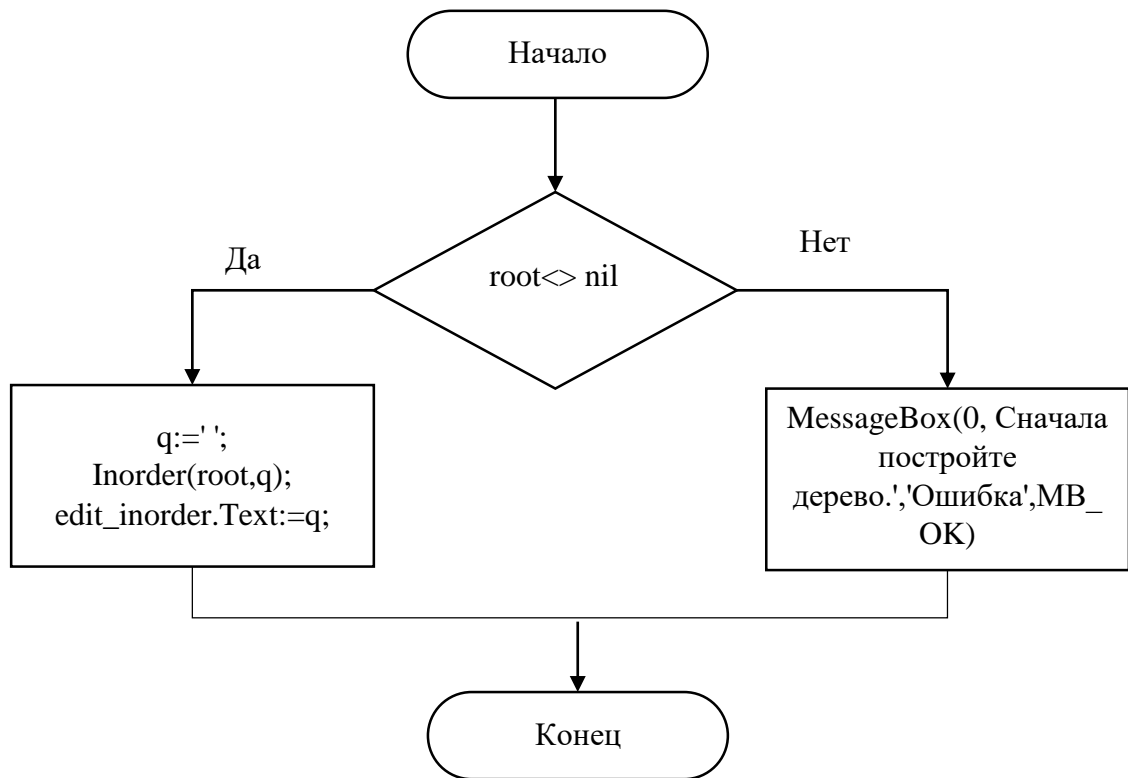 Начало
Да
Нет
root<> nil
q:=' ';
Inorder(root,q);
edit_inorder.Text:=q;
MessageBox(0, Сначала
постройте
дерево.','Ошибка',MB_
OK)
Конец